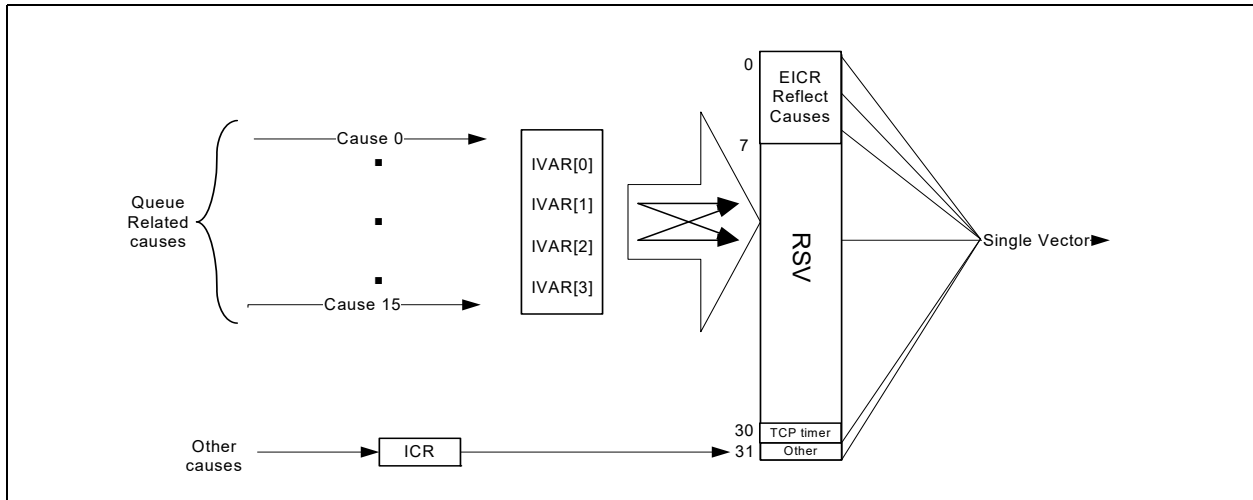 Queue
Related
causes
Cause 0
Cause 15
IVAR[0]
IVAR[1]
IVAR[2]
IVAR[3]
0
7
30
31
EICR
Reflect
Causes
RSV
TCP timer
Other
Single Vector
Other
causes
ICR